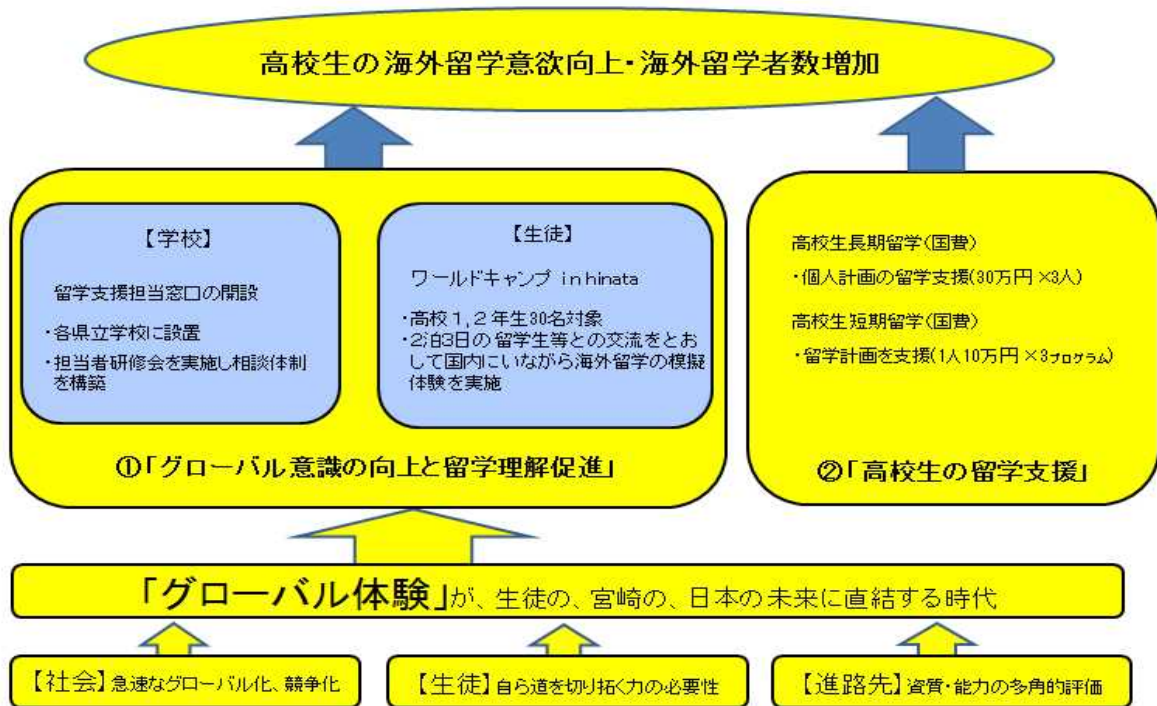 高校生の海外留学意欲向上・海外留学者数増加
【学校】
留学支援担当窓口の開設
・各県立学校に設置
・担当者研修会を実施し相談体制
を構築
【生徒】
ワールドキャンプ in hinata
・高校1,2年生30名対象
・2泊3日の留学生等との交流をとお
して国内にいながら海外留学の模擬
体験を実施
①「グローバル意識の向上と留学理解促進」
高校生長期留学(国費)
・個人計画の留学支援(30万円×3人)
高校生短期留学(国費)
・留学計画を支援(1人10万円×3プログラム)
②「高校生の留学支援」
「グローバル体験」が、生徒の、宮崎の、日本の未来に直結する時代
【社会】急速なグローバル化、競争化
【生徒】自ら道を切り拓く力の必要性
【進路先】資質・能力の多角的評価